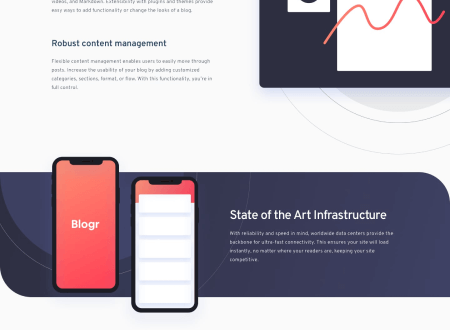 videos, and Markdown. Extensibility with plugins and themes provide
easy ways to add functionality or change the looks of a blog.
Robust content management
Flexible content management enables users to easily move through
posts. Increase the usability of your blog by adding customized
categories, sections, format, or flow. With this functionality, you're in
full control.
Blogr
State of the Art Infrastructure
With reliability and speed in mind, worldwide data centers provide the
backbone for ultra-fast connectivity. This ensures your site will load
instantly, no matter where your readers are, keeping your site
competitive.